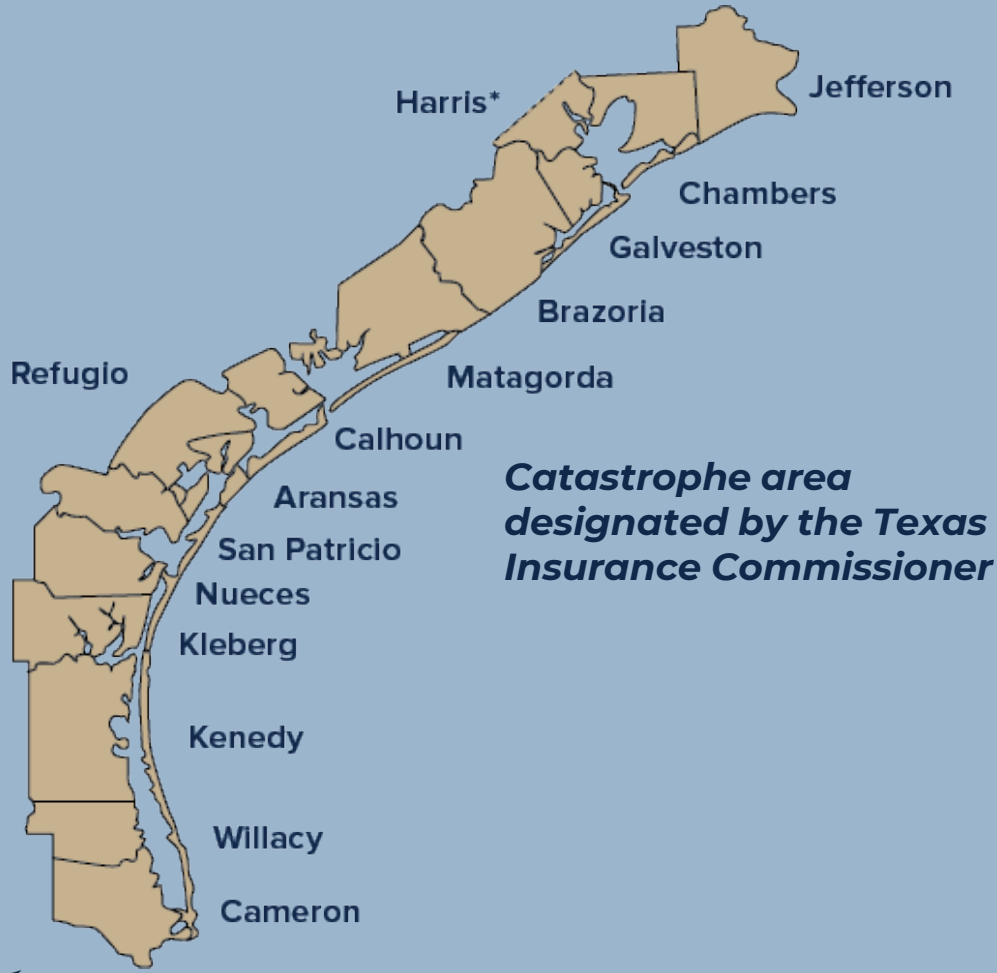 Jefferson
Harris*
Chambers
Galveston
Brazoria
Refugio
Matagorda
Calhoun
Catastrophe area
designated by the Texas
Insurance Commissioner
Aransas
San Patricio
Nueces
Kleberg
Kenedy
Willacy
Cameron